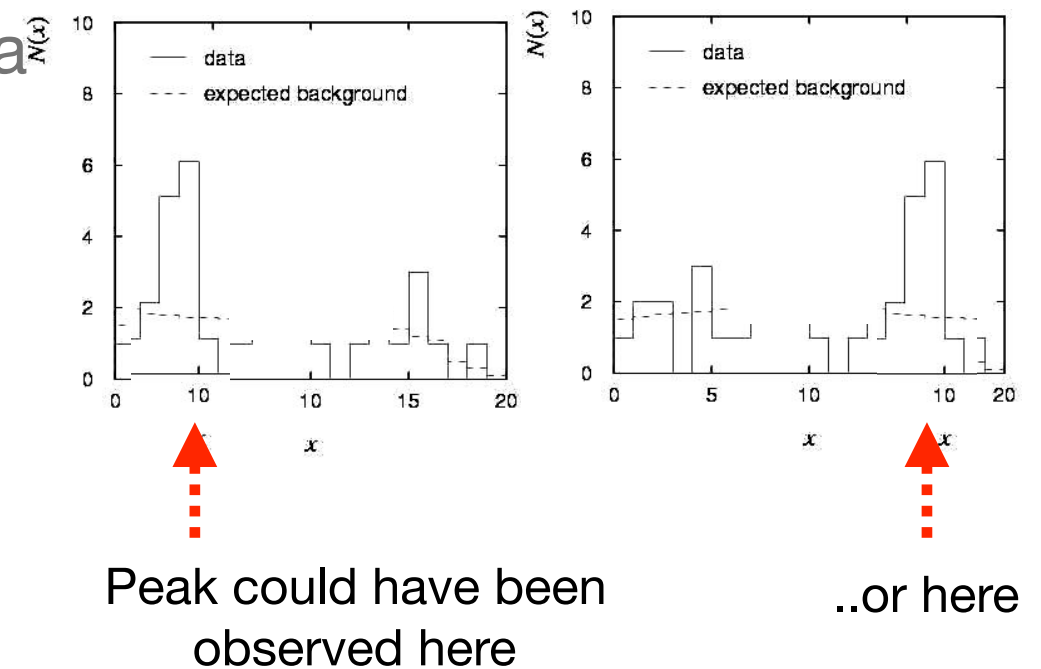 a
N(x)
10
8
6
4
2
0
data
expected background
0
10
10
15
20
x
N(x)
10
8
6
4
2
0
data
expected background
0
5
10
10
20
x
x
Peak could have been
observed here
..or here